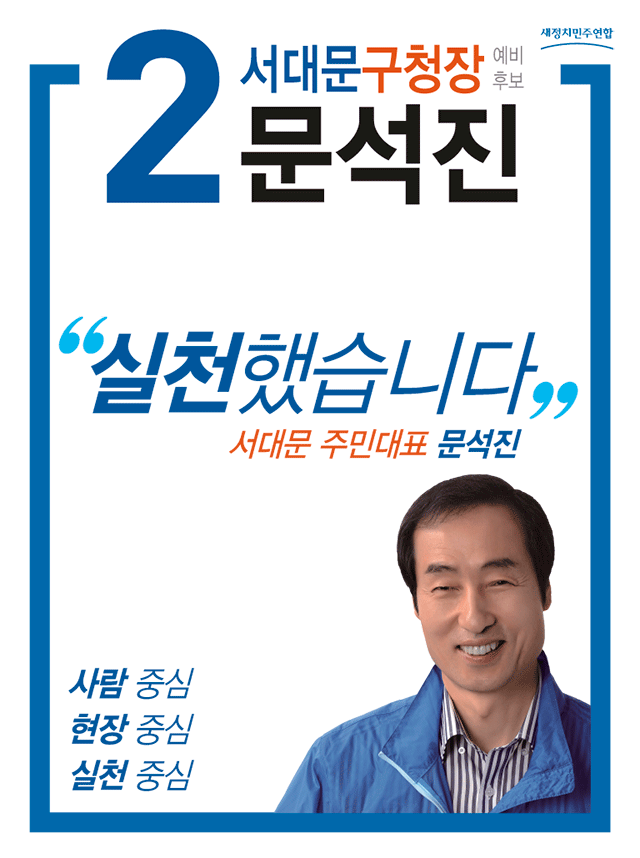 새정치민주연합
2
서대문구청장 예비후보
문석진
“실천했습니다”
서대문 주민대표 문석진
사람 중심
현장 중심
실천 중심